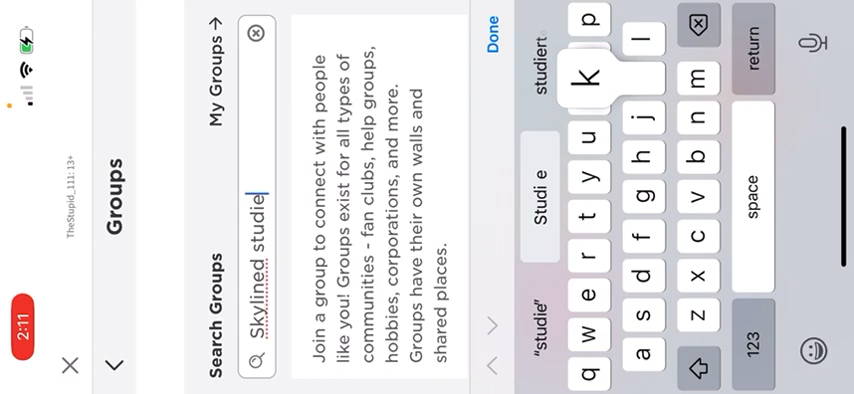 2:11
TheStupid_111: 13+
Groups
Search Groups
My Groups →
Skylined studie
Join a group to connect with people
like you! Groups exist for all types of
communities - fan clubs, help groups,
hobbies, corporations, and more.
Groups have their own walls and
shared places.
Done
"studie"
Studi e
studiert
q w e r t y u p
a s d f g h j k l
z x c v b n m
123
space
return